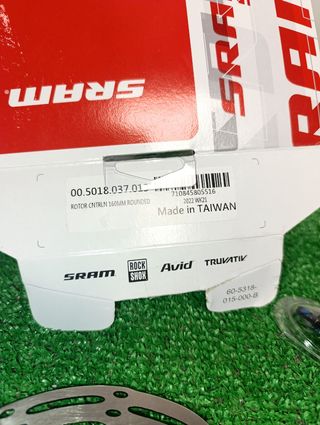 SRAM
SRAM
00.5018.037.01
710845805516
ROTOR CNTRLN 160MM ROUNDED
2022 WK21
Made in TAIWAN
SRAM
ROCK SHOX
Avid
TRUVATIV
60-5318-
015-000-B